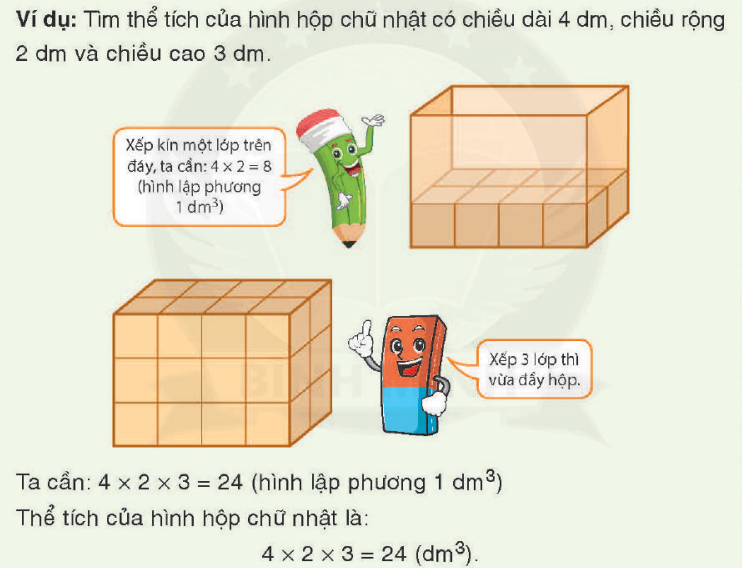 Ví dụ: Tìm thể tích của hình hộp chữ nhật có chiều dài 4 dm, chiều rộng
2 dm và chiều cao 3 dm.
Xếp kín một lớp trên
đáy, ta cần: 4 × 2 = 8
(hình lập phương
1 dm³)
Xếp 3 lớp thì
vừa đầy hộp.
Ta cần: 4 × 2 × 3 = 24 (hình lập phương 1 dm³)
Thể tích của hình hộp chữ nhật là:
4 × 2 × 3 = 24 (dm³).